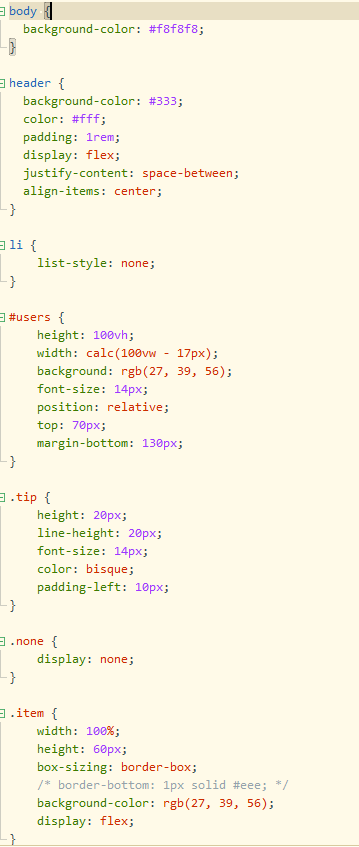 body {
background-color: #f8f8f8;
}
header {
background-color: #333;
color: #fff;
padding: 1rem;
display: flex;
justify-content: space-between;
align-items: center;
}
li {
list-style: none;
}
#users {
height: 100vh;
width: calc(100vw - 17px);
background: rgb(27, 39, 56);
font-size: 14px;
position: relative;
top: 70px;
margin-bottom: 130px;
}
.tip {
height: 20px;
line-height: 20px;
font-size: 14px;
color: bisque;
padding-left: 10px;
}
.none {
display: none;
}
.item {
width: 100%;
height: 60px;
box-sizing: border-box;
/* border-bottom: 1px solid #eee; */
background-color: rgb(27, 39, 56);
display: flex;
}